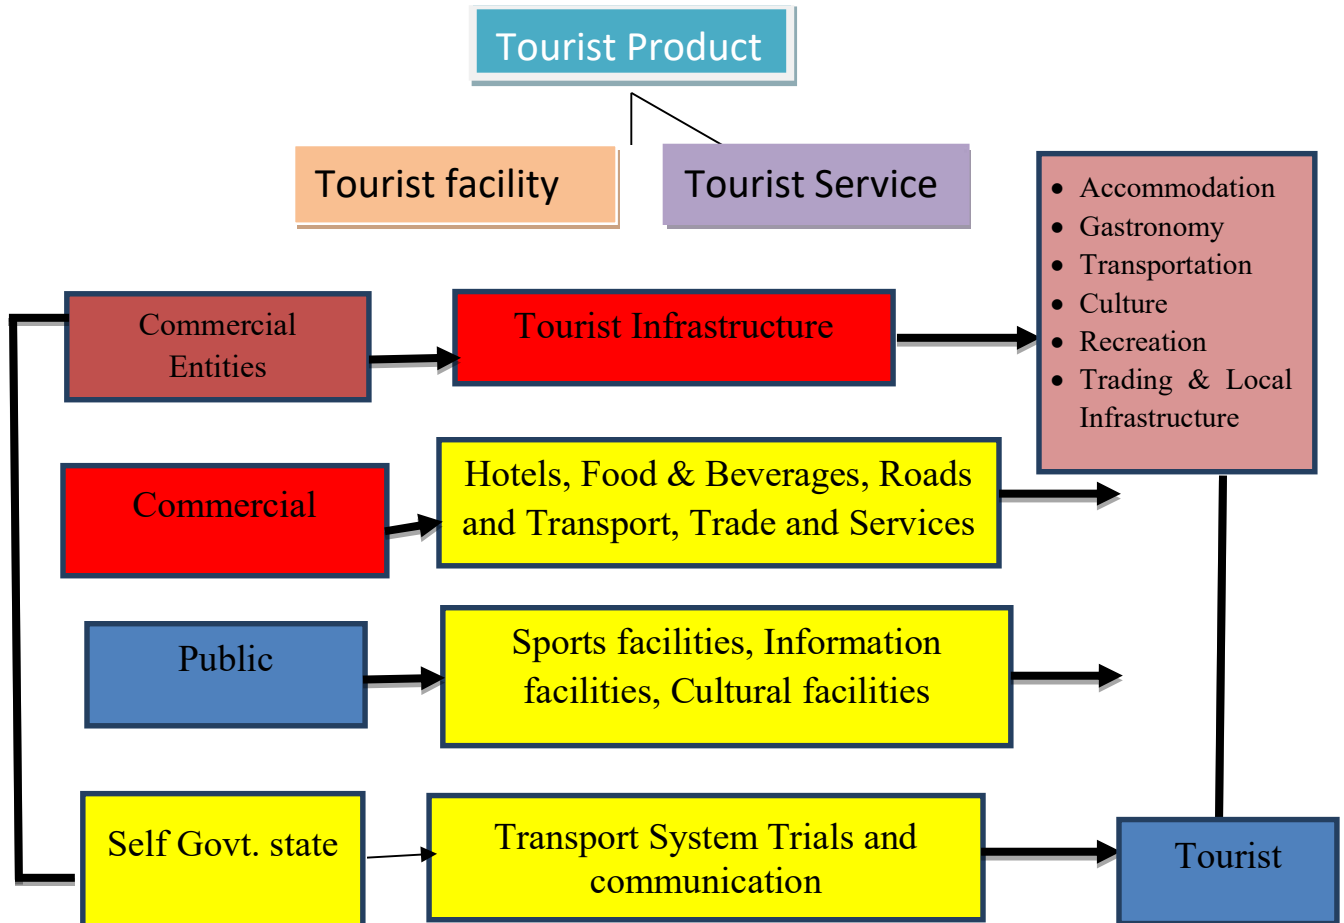 Tourist Product
Tourist facility
Tourist Service
• Accommodation
• Gastronomy
• Transportation
• Culture
• Recreation
• Trading & Local
Infrastructure
Commercial
Entities
Tourist Infrastructure
Commercial
Hotels, Food & Beverages, Roads
and Transport, Trade and Services
Public
Sports facilities, Information
facilities, Cultural facilities
Self Govt. state
Transport System Trials and
communication
Tourist